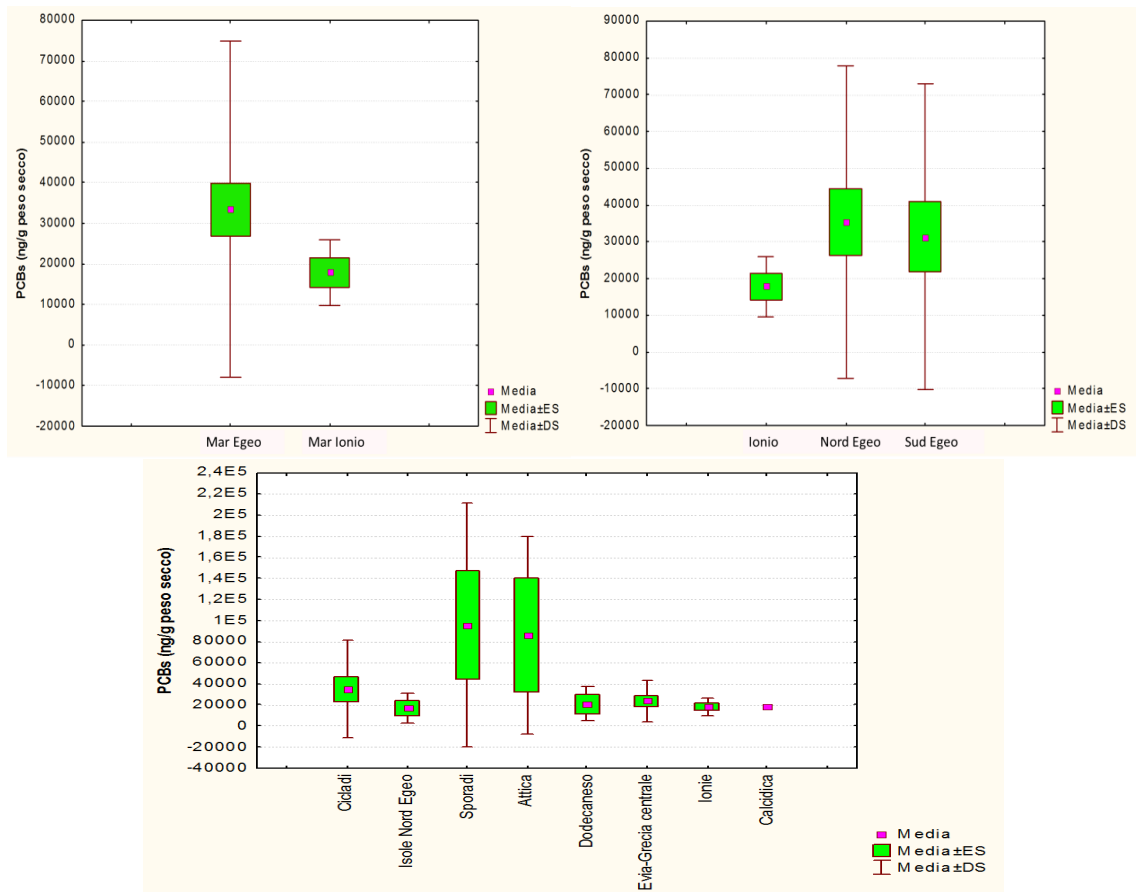 PCBs (ng/g peso secco)
80000
70000
60000
50000
40000
30000
20000
10000
0
-10000
-20000
Mar Egeo
Mar Ionio
Media
Media±ES
Media±DS
PCBs (ng/g peso secco)
90000
80000
70000
60000
50000
40000
30000
20000
10000
0
-10000
-20000
Ionio
Nord Egeo
Sud Egeo
Media
Media±ES
Media±DS
PCBs (ng/g peso secco)
2,4E5
2,2E5
2E5
1,8E5
1,6E5
1,4E5
1,2E5
1E5
80000
60000
40000
20000
0
-20000
-40000
Cicladi
Isole Nord Egeo
Sporadi
Attica
Dodecaneso
Evia-Grecia centrale
Ionie
Calcidica
Media
Media±ES
Media±DS